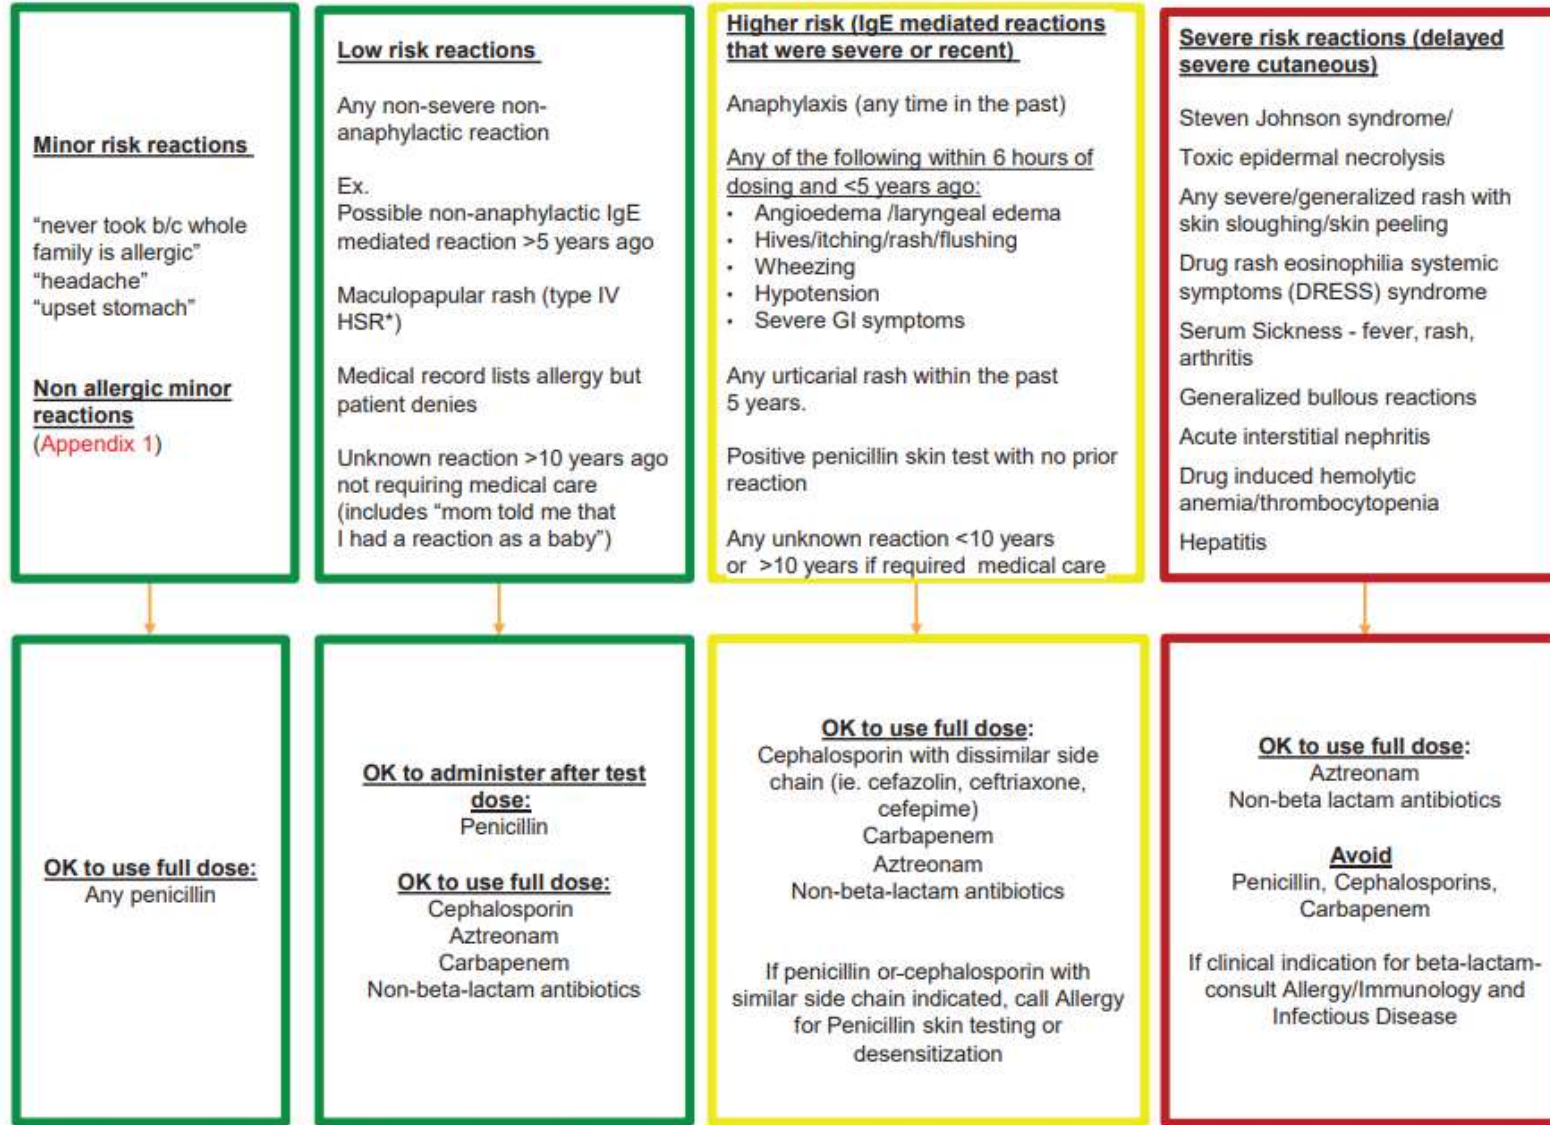 Minor risk reactions
“never took b/c whole
family is allergic”
“headache”
“upset stomach”
Non allergic minor
reactions
(Appendix 1)
Low risk reactions
Any non-severe non-
anaphylactic reaction
Ex.
Possible non-anaphylactic IgE
mediated reaction >5 years ago
Maculopapular rash (type IV
HSR*)
Medical record lists allergy but
patient denies
Unknown reaction >10 years ago
not requiring medical care
(includes “mom told me that
I had a reaction as a baby”)
Higher risk (IgE mediated reactions
that were severe or recent)
Anaphylaxis (any time in the past)
Any of the following within 6 hours of
dosing and <5 years ago:
• Angioedema /laryngeal edema
• Hives/itching/rash/flushing
• Wheezing
• Hypotension
• Severe GI symptoms
Any urticarial rash within the past
5 years.
Positive penicillin skin test with no prior
reaction
Any unknown reaction <10 years
or >10 years if required medical care
Severe risk reactions (delayed
severe cutaneous)
Steven Johnson syndrome/
Toxic epidermal necrolysis
Any severe/generalized rash with
skin sloughing/skin peeling
Drug rash eosinophilia systemic
symptoms (DRESS) syndrome
Serum Sickness - fever, rash,
arthritis
Generalized bullous reactions
Acute interstitial nephritis
Drug induced hemolytic
anemia/thrombocytopenia
Hepatitis
OK to use full dose:
Any penicillin
OK to administer after test
dose:
Penicillin
OK to use full dose:
Cephalosporin
Aztreonam
Carbapenem
Non-beta-lactam antibiotics
OK to use full dose:
Cephalosporin with dissimilar side
chain (ie. cefazolin, ceftriaxone,
cefepime)
Carbapenem
Aztreonam
Non-beta-lactam antibiotics
If penicillin or-cephalosporin with
similar side chain indicated, call Allergy
for Penicillin skin testing or
desensitization
OK to use full dose:
Aztreonam
Non-beta lactam antibiotics
Avoid
Penicillin, Cephalosporins,
Carbapenem
If clinical indication for beta-lactam-
consult Allergy/Immunology and
Infectious Disease